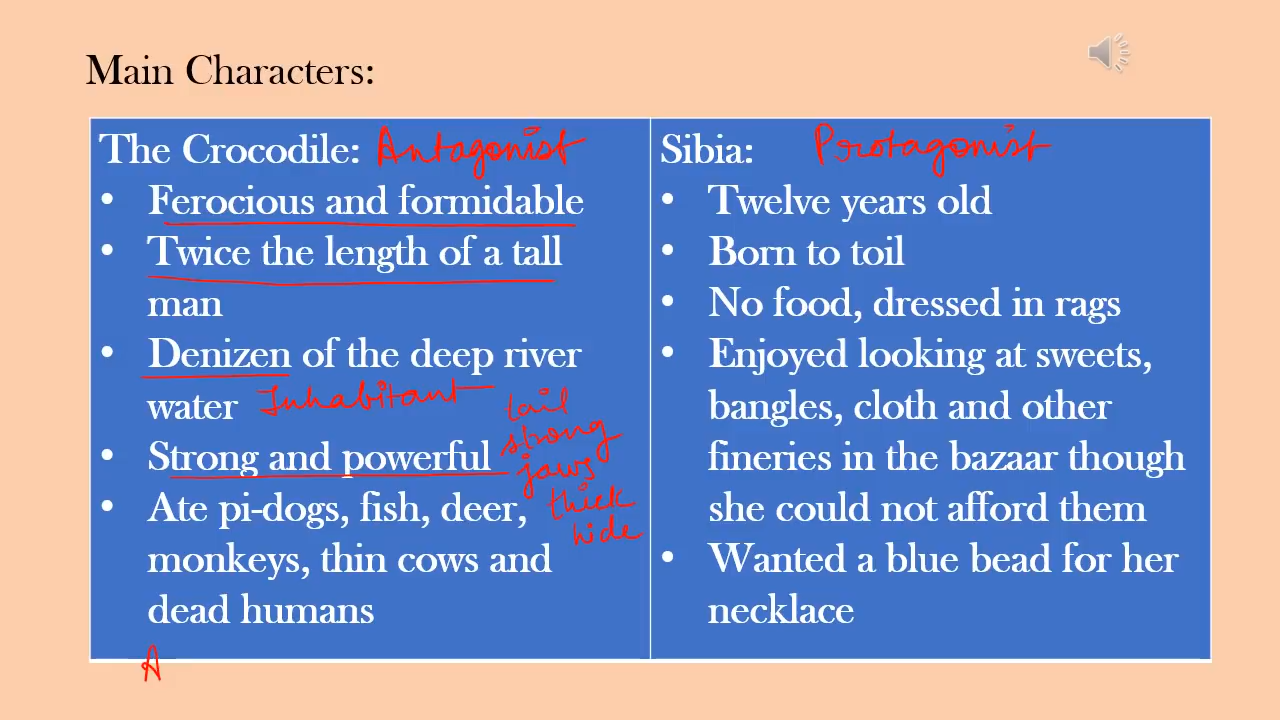 Main Characters:
The Crocodile: Antagonist
• Ferocious and formidable
• Twice the length of a tall
man
• Denizen of the deep river
water Inhabitant
• Strong and powerful
tail
strong
jaws
thick
hide
• Ate pi-dogs, fish, deer,
monkeys, thin cows and
dead humans
A
Sibia: Protagonist
• Twelve years old
• Born to toil
• No food, dressed in rags
• Enjoyed looking at sweets,
bangles, cloth and other
fineries in the bazaar though
she could not afford them
• Wanted a blue bead for her
necklace